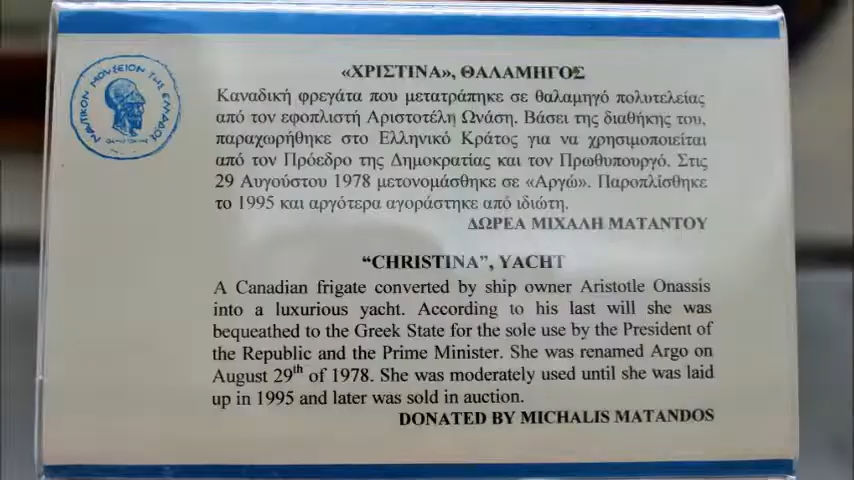 ΝΑΥΤΙΚΟΝ ΜΟΥΣΕΙΟΝ ΤΗΣ ΕΛΛΑΔΟΣ
«ΧΡΙΣΤΙΝΑ», ΘΑΛΑΜΗΓΟΣ
Καναδική φρεγάτα που μετατράπηκε σε θαλαμηγό πολυτελείας
από τον εφοπλιστή Αριστοτέλη Ωνάση. Βάσει της διαθήκης του,
παραχωρήθηκε στο Ελληνικό Κράτος για να χρησιμοποιείται
από τον Πρόεδρο της Δημοκρατίας και τον Πρωθυπουργό. Στις
29 Αυγούστου 1978 μετονομάσθηκε σε «Αργώ». Παροπλίσθηκε
το 1995 και αργότερα αγοράστηκε από ιδιώτη.
ΔΩΡΕΑ ΜΙΧΑΛΗ ΜΑΤΑΝΤΟΥ
“CHRISTINA”, YACHT
A Canadian frigate converted by ship owner Aristotle Onassis
into a luxurious yacht. According to his last will she was
bequeathed to the Greek State for the sole use by the President of
the Republic and the Prime Minister. She was renamed Argo on
August 29th of 1978. She was moderately used until she was laid
up in 1995 and later was sold in auction.
DONATED BY MICHALIS MATANDOS